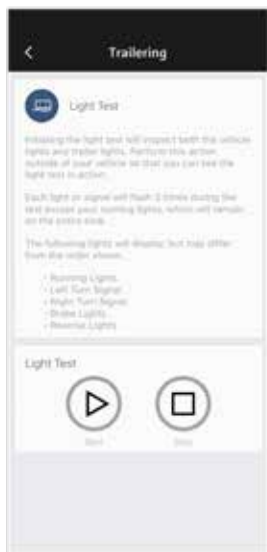 Trailering
Light Test
Initiating the light test will inspect both the vehicle
lights and trailer lights. Perform this action
outside of your vehicle so that you can see the
light test in action.
Each light or signal will flash 3 times during the
test except your running lights, which will remain
on the entire time.
The following lights will display, but may differ
from the order shown.
- Running Lights
- Left Turn Signal
- Right Turn Signal
- Brake Lights
- Reverse Lights
Light Test
Start
Stop